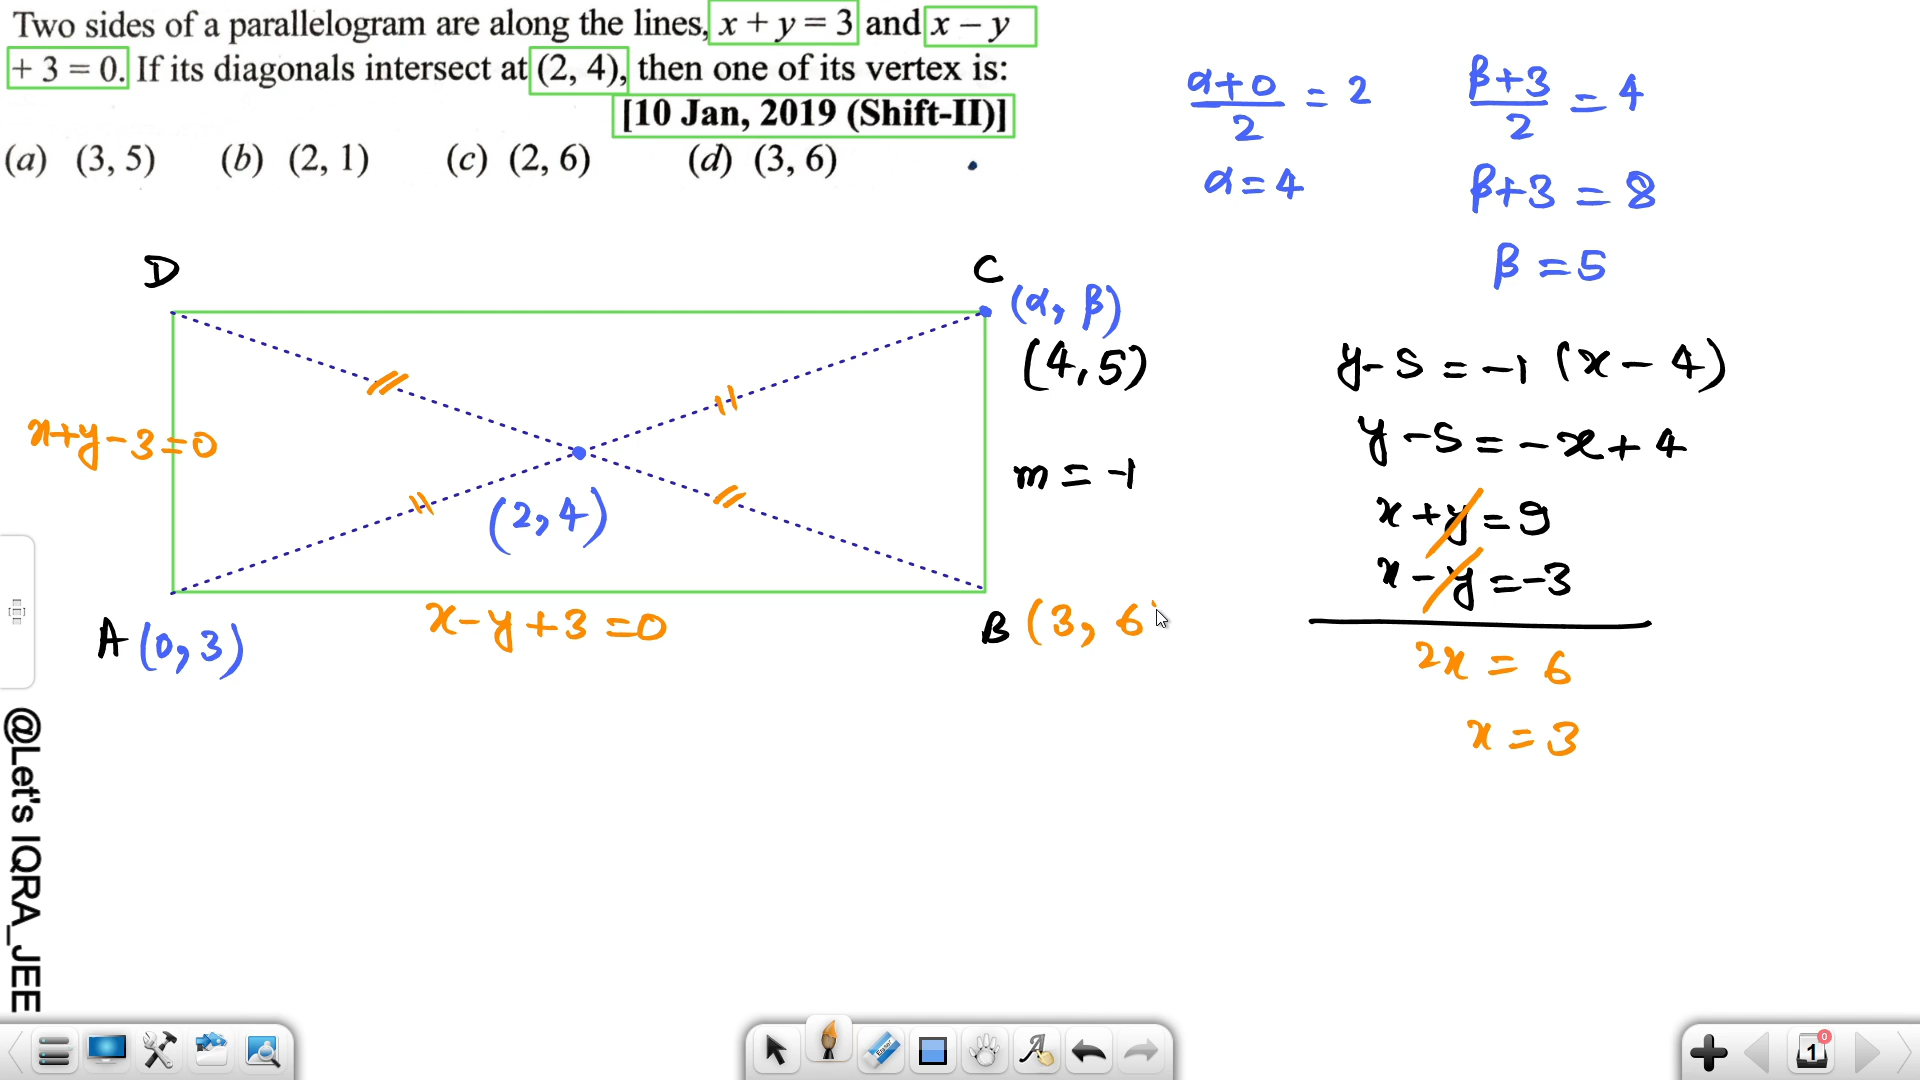 Two sides of a parallelogram are along the lines, x + y = 3 and x – y
+ 3 = 0. If its diagonals intersect at (2, 4), then one of its vertex is:
[10 Jan, 2019 (Shift-II)]
(a) (3, 5) (b) (2, 1) (c) (2, 6) (d) (3, 6)
α+0/2 = 2
α = 4
β+3/2 = 4
β+3 = 8
β = 5
D
C
(α, β)
(4, 5)
x+y-3=0
(2, 4)
m = -1
A (0, 3)
x-y+3=0
B (3, 6
y-5 = -1 (x-4)
y-5 = -x+4
x+y=9
x-y=-3
2x = 6
x = 3
@Let's IQRA_JEE
Eraser
A
1
0